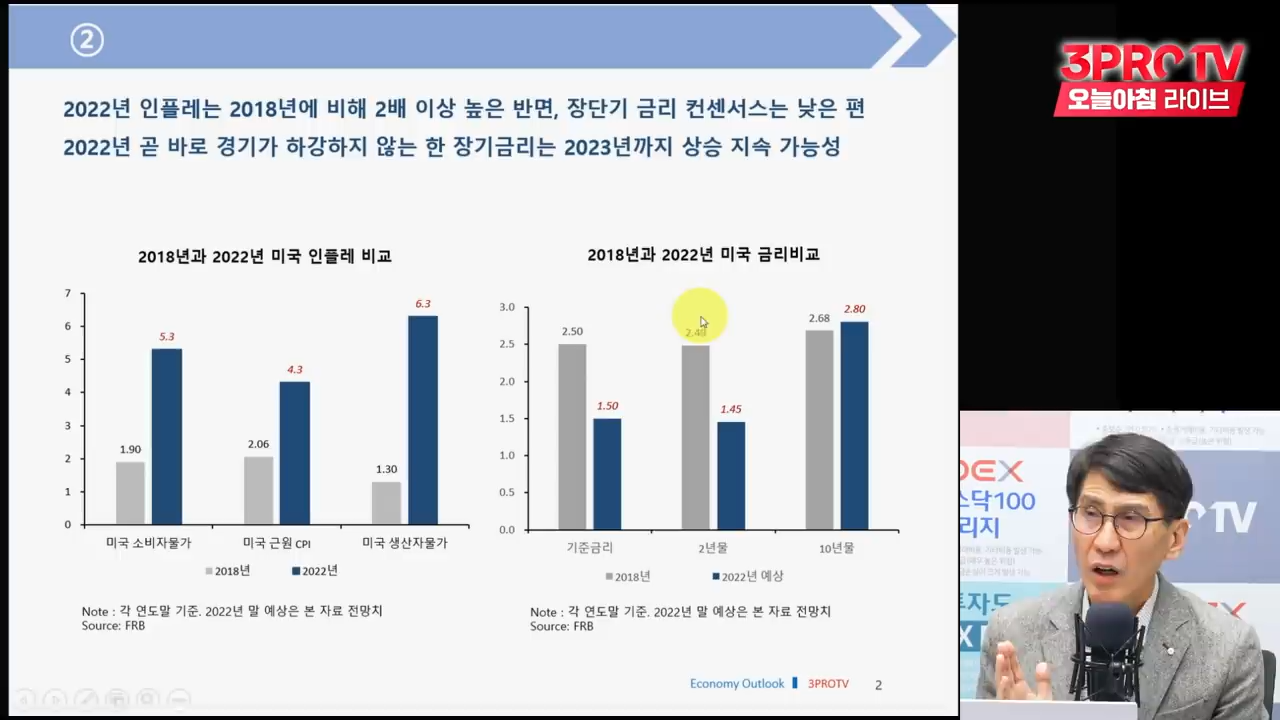 ②
2022년 인플레는 2018년에 비해 2배 이상 높은 반면, 장단기 금리 컨센서스는 낮은 편
2022년 곧 바로 경기가 하강하지 않는 한 장기금리는 2023년까지 상승 지속 가능성
2018년과 2022년 미국 인플레 비교
7
6
5
4
3
2
1
0
1.90
5.3
2.06
4.3
1.30
6.3
미국 소비자물가
미국 근원 CPI
미국 생산자물가
2018년
2022년
Note : 각 연도말 기준. 2022년 말 예상은 본 자료 전망치
Source: FRB
2018년과 2022년 미국 금리비교
3.0
2.5
2.0
1.5
1.0
0.5
0.0
2.50
1.50
1.45
2.68
2.80
기준금리
2년물
10년물
2018년
2022년 예상
Note : 각 연도말 기준. 2022년 말 예상은 본 자료 전망치
Source: FRB
Economy Outlook
3PROTV
2
3PROTV
오늘아침 라이브
DEX
스닥100
리지
TV